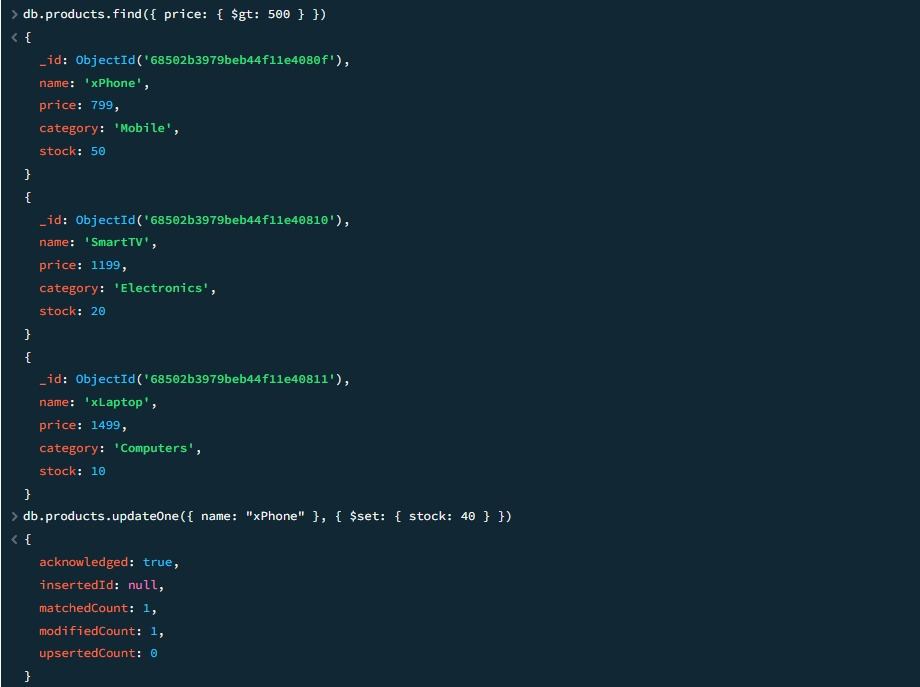 > db.products.find({ price: { $gt: 500 } })
< {
_id: ObjectId('68502b3979beb44f11e4080f'),
name: 'xPhone',
price: 799,
category: 'Mobile',
stock: 50
}
{
_id: ObjectId('68502b3979beb44f11e40810'),
name: 'SmartTV',
price: 1199,
category: 'Electronics',
stock: 20
}
{
_id: ObjectId('68502b3979beb44f11e40811'),
name: 'xLaptop',
price: 1499,
category: 'Computers',
stock: 10
}
> db.products.updateOne({ name: "xPhone" }, { $set: { stock: 40 } })
< {
acknowledged: true,
insertedId: null,
matchedCount: 1,
modifiedCount: 1,
upsertedCount: 0
}